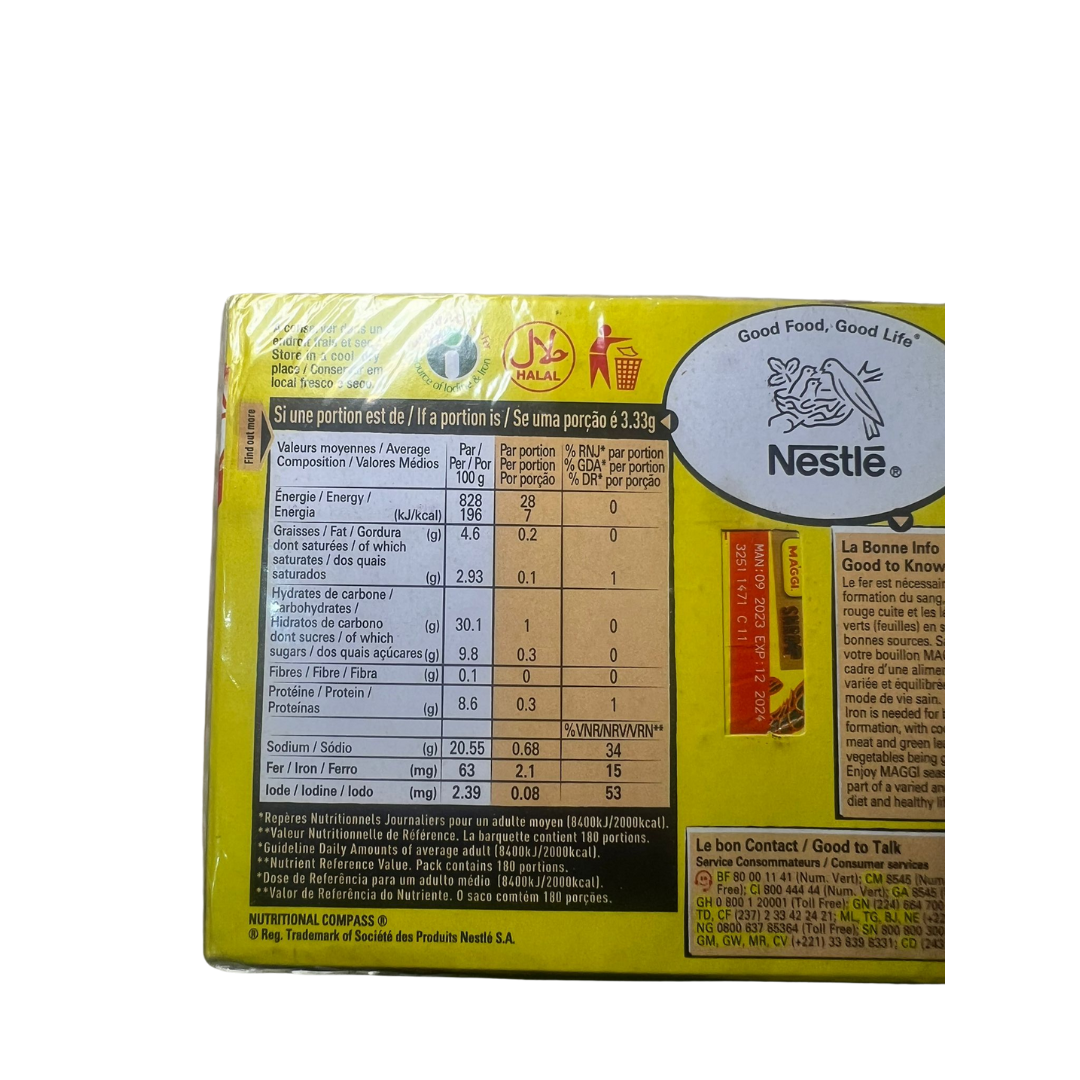 A conserver dans un
endroit frais et sec /
Store in a cool dry
place / Conservar em
local fresco e seco.
of Iodine & Iron
حلال
HALAL
Good Food, Good Life
Nestlé®
Find out more
Si une portion est de / If a portion is / Se uma porção é 3.33g
Valeurs moyennes / Average Composition / Valores Médios Par / Per / Por 100 g Par portion Per portion Por porção % RNJ* par portion % GDA* per portion % DR* por porção
Énergie / Energy / Energia (kJ/kcal) 828 196 28 7 0
Graisses / Fat / Gordura (g) 4.6 0.2 0
dont saturées / of which
saturates / dos quais
saturados (g) 2.93 0.1 1
Hydrates de carbone /
Carbohydrates /
Hidratos de carbono (g) 30.1 1 0
dont sucres / of which
sugars / dos quais açúcares (g) 9.8 0.3 0
Fibres / Fibre / Fibra (g) 0.1 0 0
Protéine / Protein /
Proteínas (g) 8.6 0.3 1
%VNR/NRV/VRN**
Sodium / Sódio (g) 20.55 0.68 34
Fer / Iron / Ferro (mg) 63 2.1 15
Iode / Iodine / Iodo (mg) 2.39 0.08 53
*Repères Nutritionnels Journaliers pour un adulte moyen (8400kJ/2000kcal).
**Valeur Nutritionnelle de Référence. La barquette contient 180 portions.
*Guideline Daily Amounts of average adult (8400kJ/2000kcal).
**Nutrient Reference Value. Pack contains 180 portions.
*Dose de Referência para um adulto médio (8400kJ/2000kcal).
**Valor de Referência do Nutriente. O saco contém 180 porções.
NUTRITIONAL COMPASS ®
® Reg. Trademark of Société des Produits Nestlé S.A.
MAGGI
SHRIMP
MAN:09 2023 EXP:12 2024
3251 1471 C 11
La Bonne Info
Good to Know
Le fer est nécessair
formation du sang,
rouge cuite et les l
verts (feuilles) en s
bonnes sources. S
votre bouillon MA
cadre d'une alimen
variée et équilibrée
mode de vie sain.
Iron is needed for b
formation, with co
meat and green lea
vegetables being g
Enjoy MAGGI seas
part of a varied an
diet and healthy lif
Le bon Contact / Good to Talk
Service Consommateurs / Consumer services
BF 80 00 11 41 (Num. Vert); CM 8545 (Num
Free); CI 800 444 44 (Num. Vert); GA 8545 (
GH 0 800 1 20001 (Toll Free); GN (224) 664 700
TD, CF (237) 2 33 42 24 21; ML, TG, BJ, NE (+22
NG 0800 637 85364 (Toll Free); SN 800 800 300
GM, GW, MR, CV (+221) 33 839 8331; CD (243